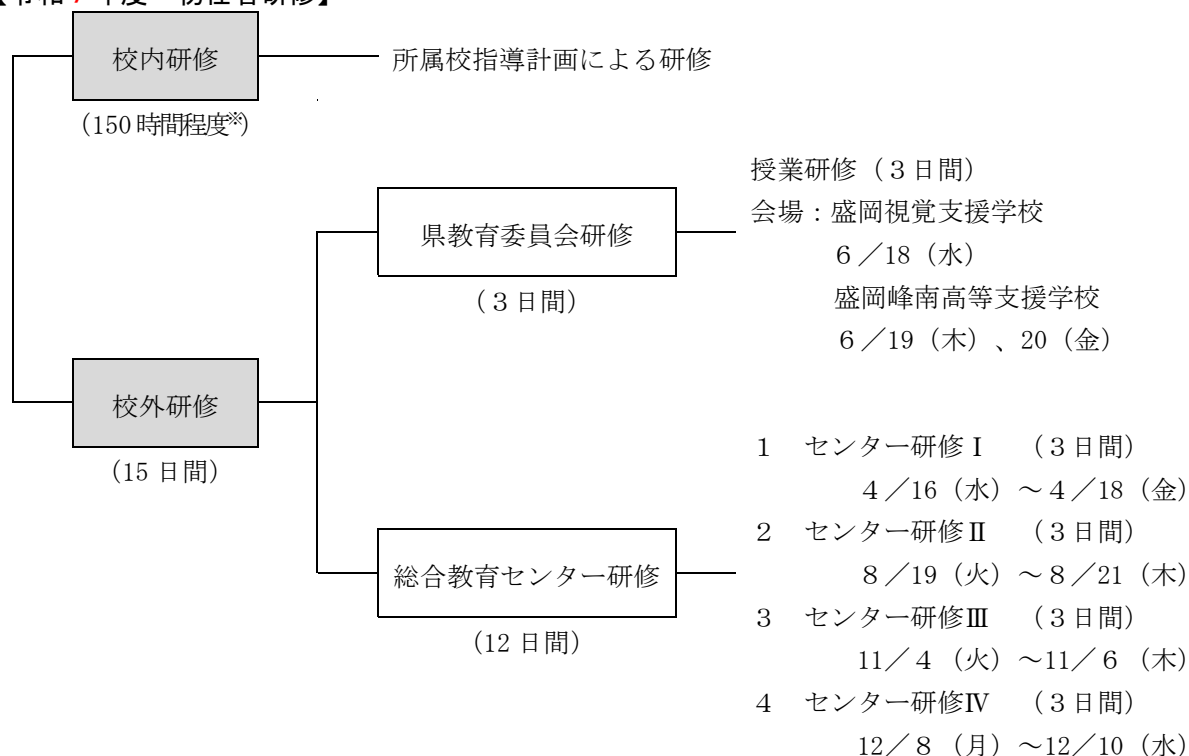 【令和７年度　初任者研修】
校内研修
所属校指導計画による研修
（150 時間程度※）
授業研修（３日間）
会場：盛岡視覚支援学校
６／18（水）
盛岡峰南高等支援学校
６／19（木）、20（金）
県教育委員会研修
（３日間）
校外研修
（15 日間）
１　センター研修Ⅰ　（３日間）
４／16（水）～４／18（金）
２　センター研修Ⅱ　（３日間）
８／19（火）～８／21（木）
３　センター研修Ⅲ　（３日間）
11／４（火）～11／６（木）
４　センター研修Ⅳ　（３日間）
12／８（月）～12／10（水）
総合教育センター研修
（12 日間）